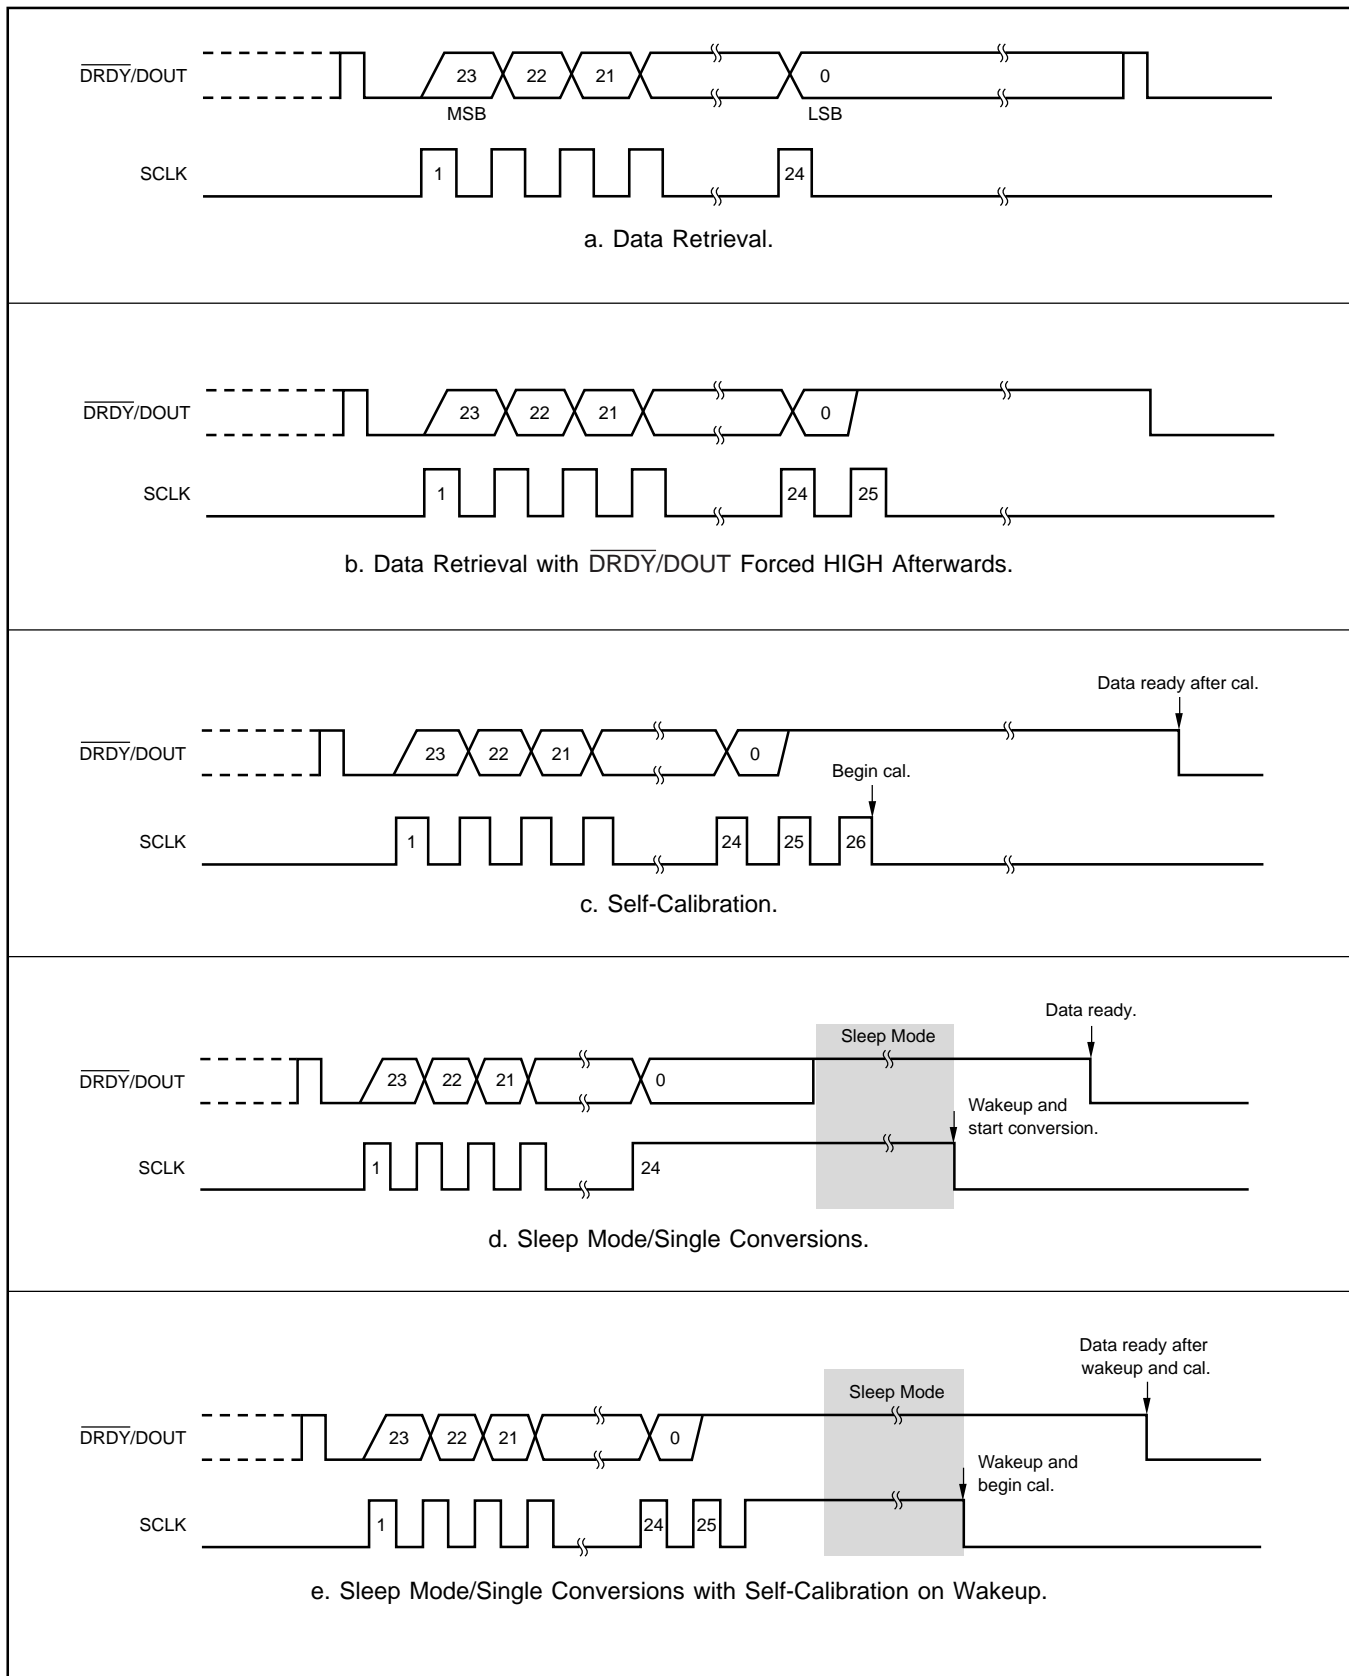 DRDY/DOUT 23 22 21 0
MSB LSB
SCLK 1 24
a. Data Retrieval.
DRDY/DOUT 23 22 21 0
SCLK 1 24 25
b. Data Retrieval with DRDY/DOUT Forced HIGH Afterwards.
Data ready after cal.
DRDY/DOUT 23 22 21 0
Begin cal.
SCLK 1 24 25 26
c. Self-Calibration.
Data ready.
Sleep Mode
DRDY/DOUT 23 22 21 0
Wakeup and
start conversion.
SCLK 1 24
d. Sleep Mode/Single Conversions.
Data ready after
wakeup and cal.
Sleep Mode
DRDY/DOUT 23 22 21 0
Wakeup and
begin cal.
SCLK 1 24 25
e. Sleep Mode/Single Conversions with Self-Calibration on Wakeup.